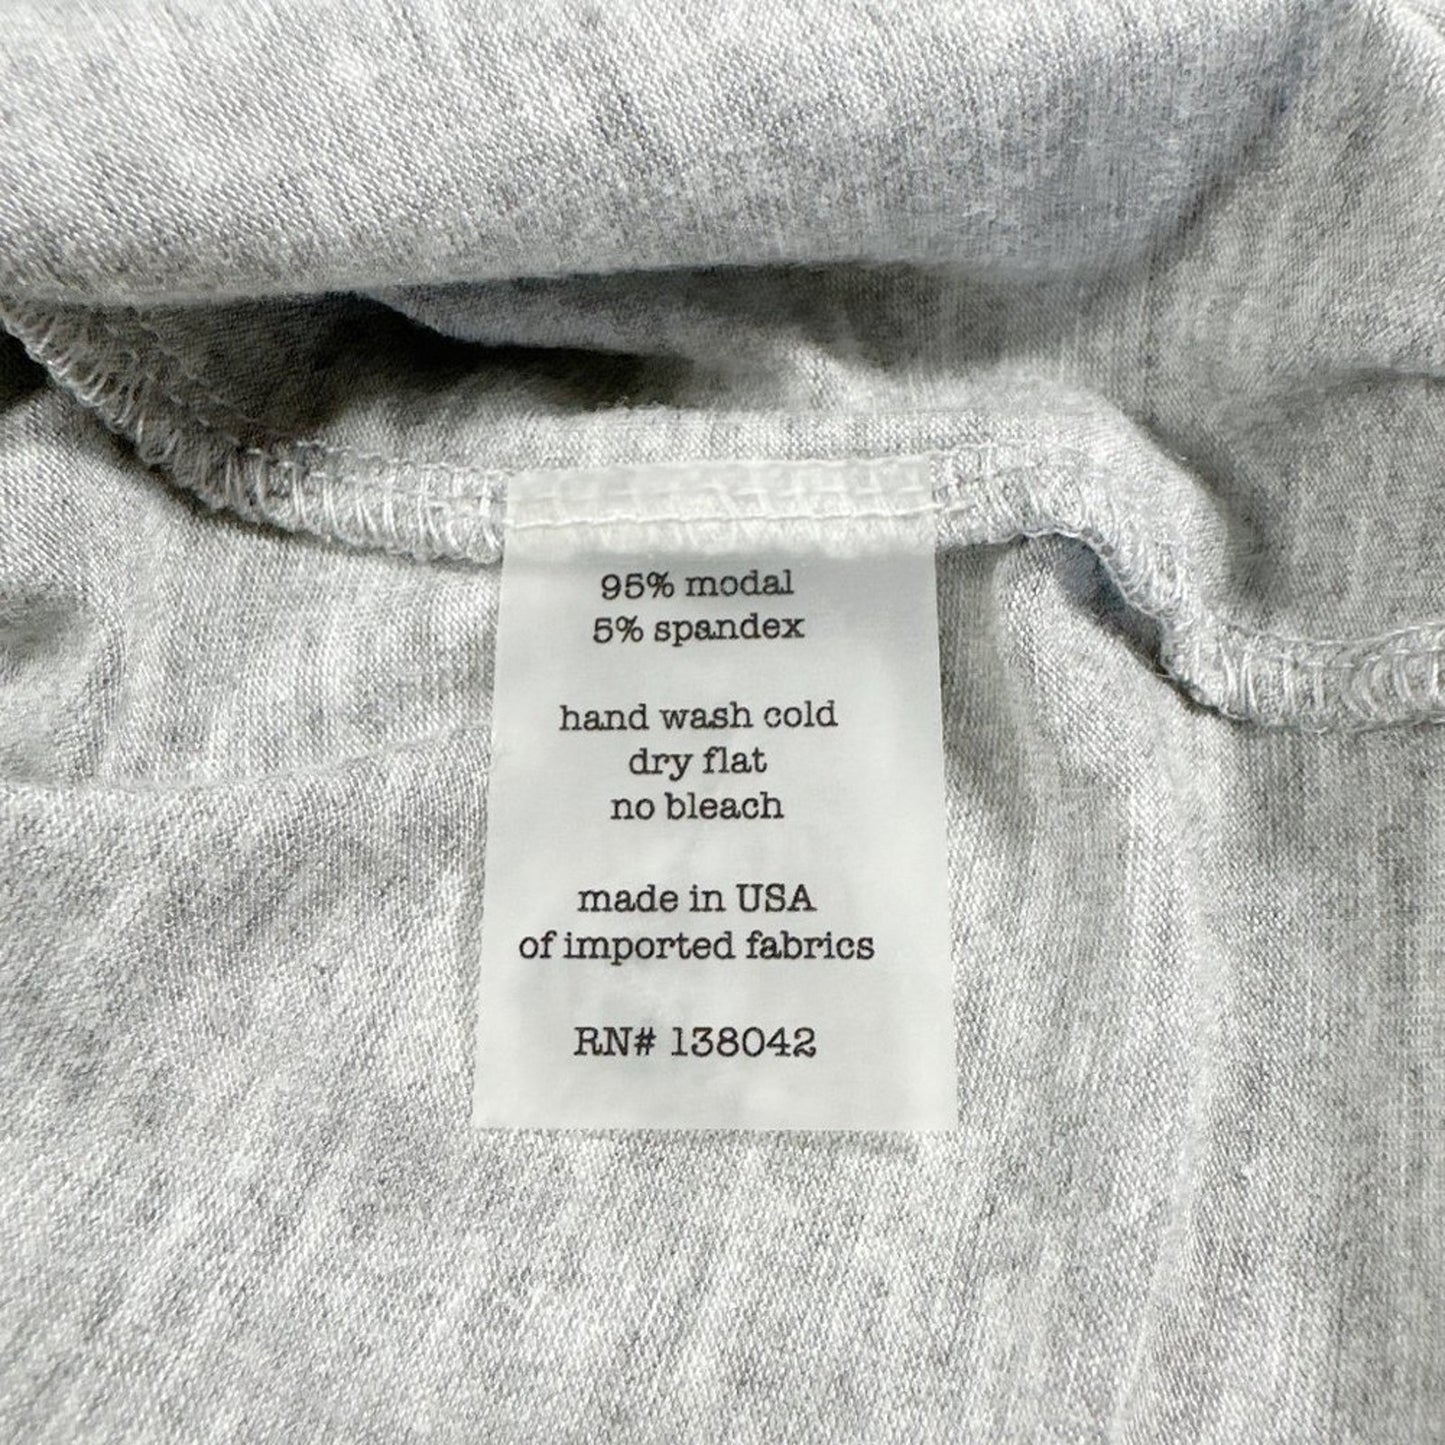 95% modal
5% spandex
hand wash cold
dry flat
no bleach
made in USA
of imported fabrics
RN# 138042